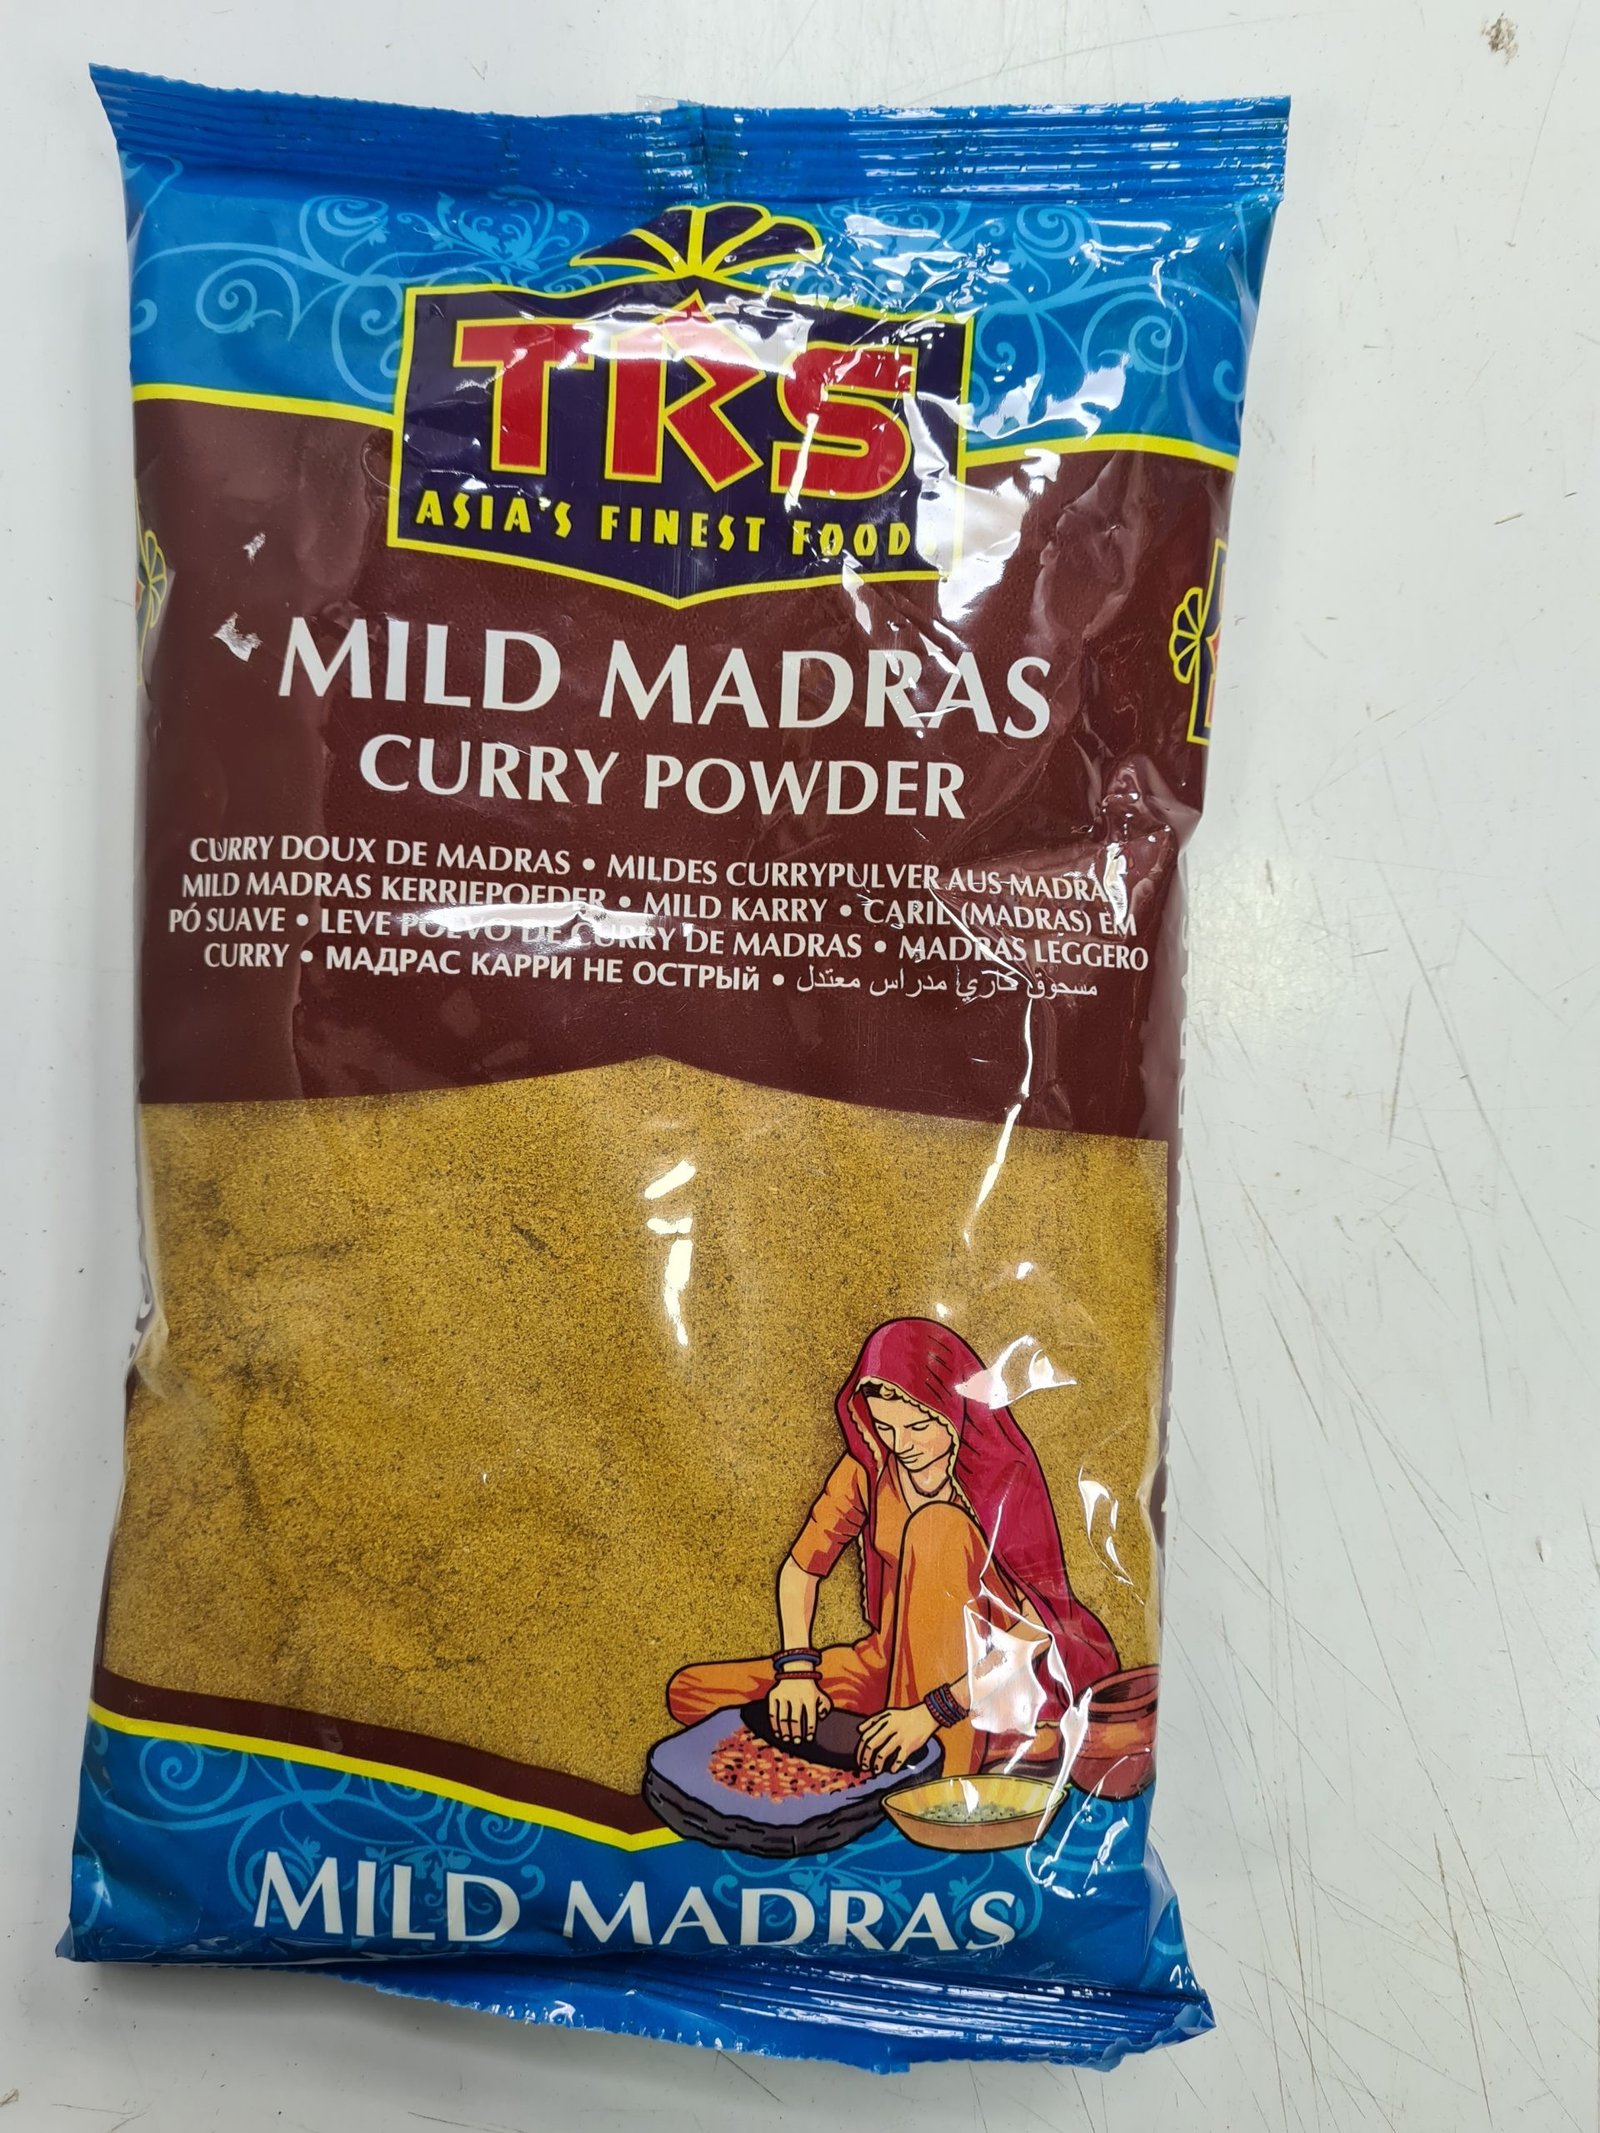 TRS
ASIA'S FINEST FOODS
MILD MADRAS
CURRY POWDER
CURRY DOUX DE MADRAS • MILDES CURRYPULVER AUS MADRAS
MILD MADRAS KERRIEPOEDER • MILD KARRY • CARIL (MADRAS) EM
PÓ SUAVE • LEVE POLVO DE CURRY DE MADRAS • MADRAS LEGGERO
CURRY • МАДРАС КАРРИ НЕ ОСТРЫЙ • مسحوق كاري مدراس معتدل
MILD MADRAS